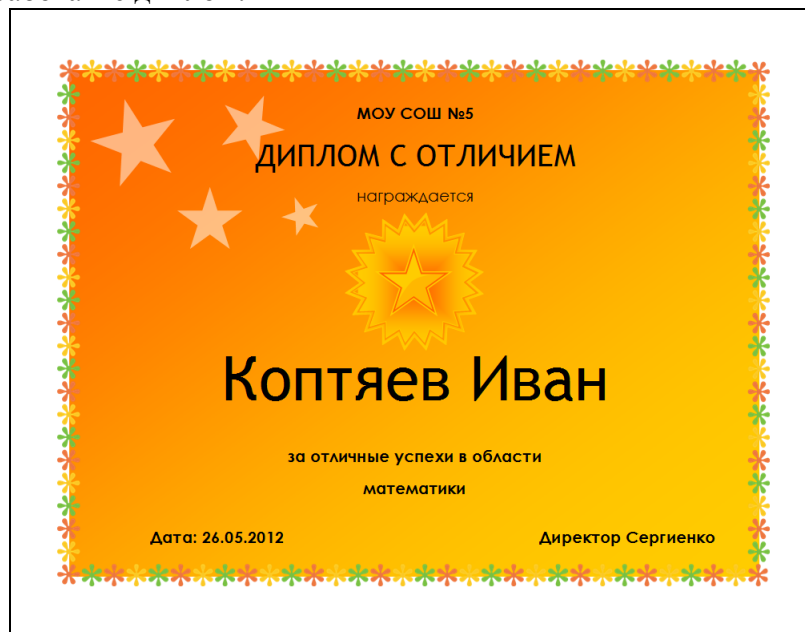 МОУ СОШ №5
ДИПЛОМ С ОТЛИЧИЕМ
награждается
Коптяев Иван
за отличные успехи в области
математики
Дата: 26.05.2012 Директор Сергиенко